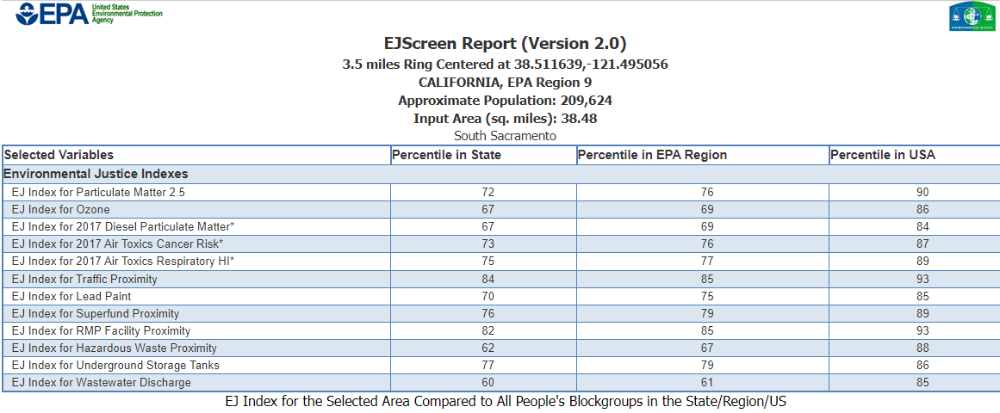 EPA United States
Environmental Protection
Agency
EJScreen Report (Version 2.0)
3.5 miles Ring Centered at 38.511639,-121.495056
CALIFORNIA, EPA Region 9
Approximate Population: 209,624
Input Area (sq. miles): 38.48
South Sacramento
Selected Variables Percentile in State Percentile in EPA Region Percentile in USA
Environmental Justice Indexes
EJ Index for Particulate Matter 2.5 72 76 90
EJ Index for Ozone 67 69 86
EJ Index for 2017 Diesel Particulate Matter* 67 69 84
EJ Index for 2017 Air Toxics Cancer Risk* 73 76 87
EJ Index for 2017 Air Toxics Respiratory HI* 75 77 89
EJ Index for Traffic Proximity 84 85 93
EJ Index for Lead Paint 70 75 85
EJ Index for Superfund Proximity 76 79 89
EJ Index for RMP Facility Proximity 82 85 93
EJ Index for Hazardous Waste Proximity 62 67 88
EJ Index for Underground Storage Tanks 77 79 86
EJ Index for Wastewater Discharge 60 61 85
EJ Index for the Selected Area Compared to All People's Blockgroups in the State/Region/US